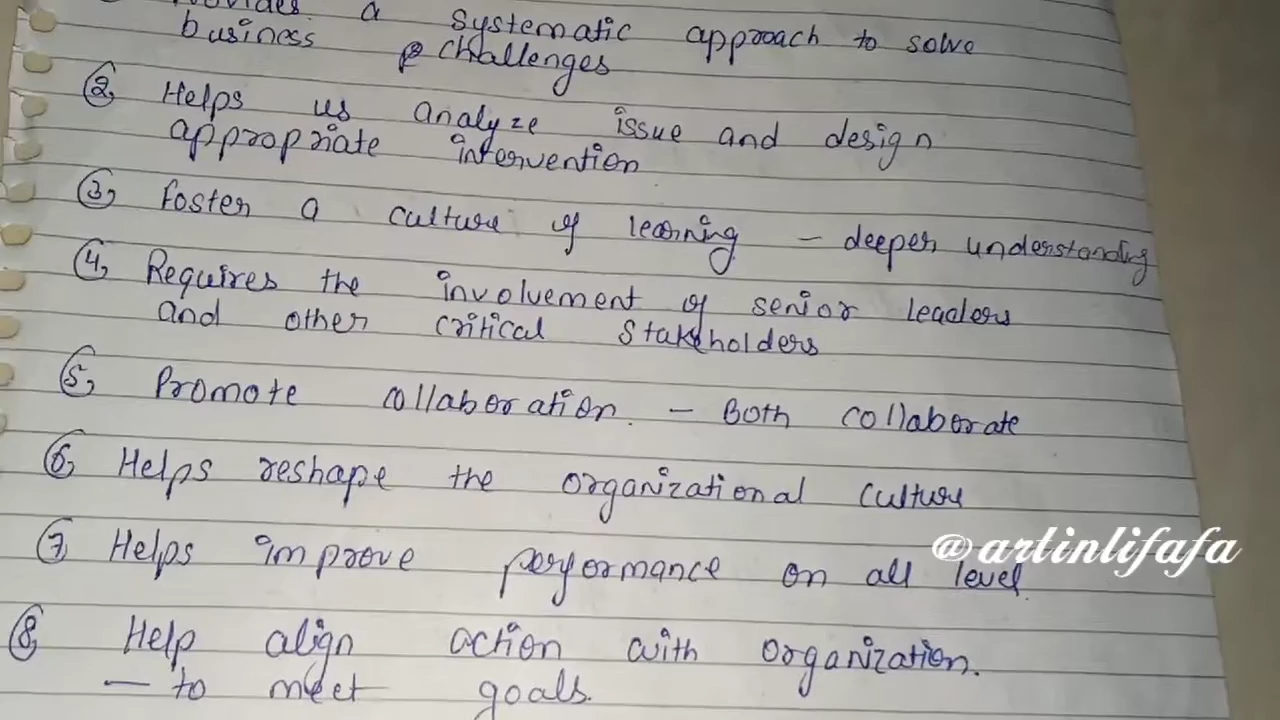 Provides a systematic approach to solve
business challenges
2, Helps us analyze issue and design
appropriate intervention
3, Foster a culture of learning – deeper understanding
4, Requires the involvement of senior leaders
and other critical stakeholders
5, Promote collaboration. – Both collaborate
6, Helps reshape the organizational culture
7, Helps improve performance on all level.
@artinlifafa
8, Help align action with organization.
— to meet goals.